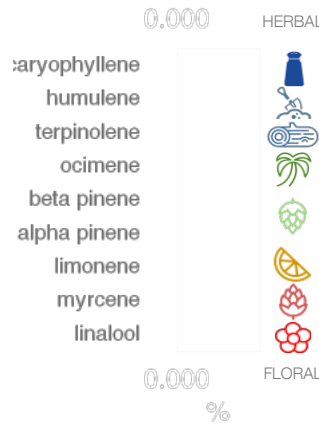 0.000 HERBAL
caryophyllene
humulene
terpinolene
ocimene
beta pinene
alpha pinene
limonene
myrcene
linalool
0.000 FLORAL
%